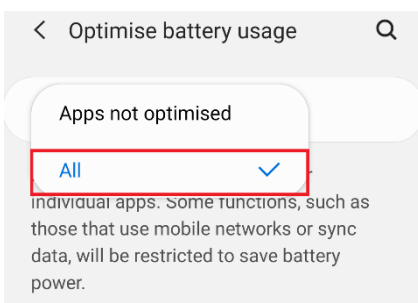 Optimise battery usage
Apps not optimised
All
individual apps. Some functions, such as
those that use mobile networks or sync
data, will be restricted to save battery
power.